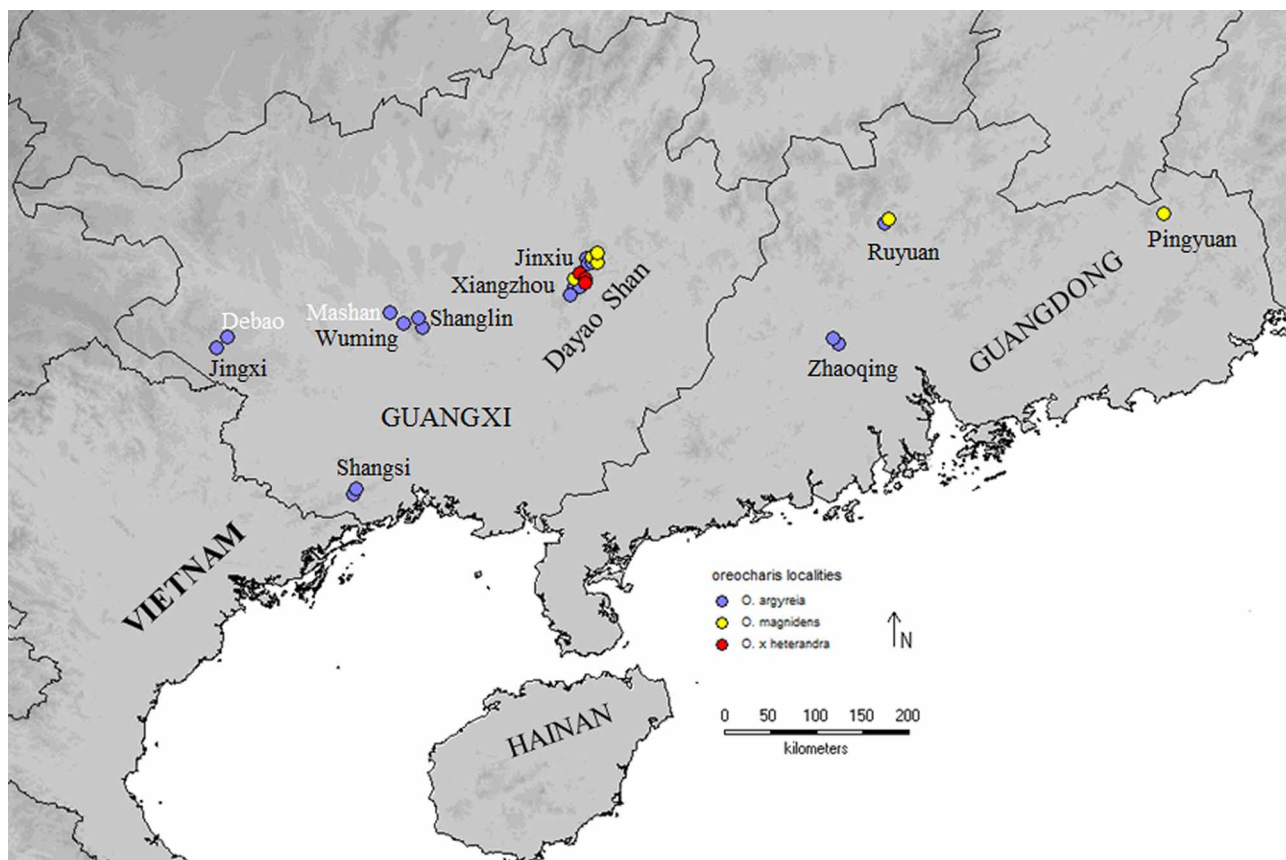 Jinxiu
Xiangzhou
Dayao Shan
Ruyuan
Pingyuan
Debao
Jingxi
Mashan
Wuming
Shanglin
Zhaoqing
GUANGDONG
GUANGXI
Shangsi
VIETNAM
HAINAN
oreocharis localities
O. argyreia
O. magnidens
O. x heterandra
N
0 50 100 150 200
kilometers